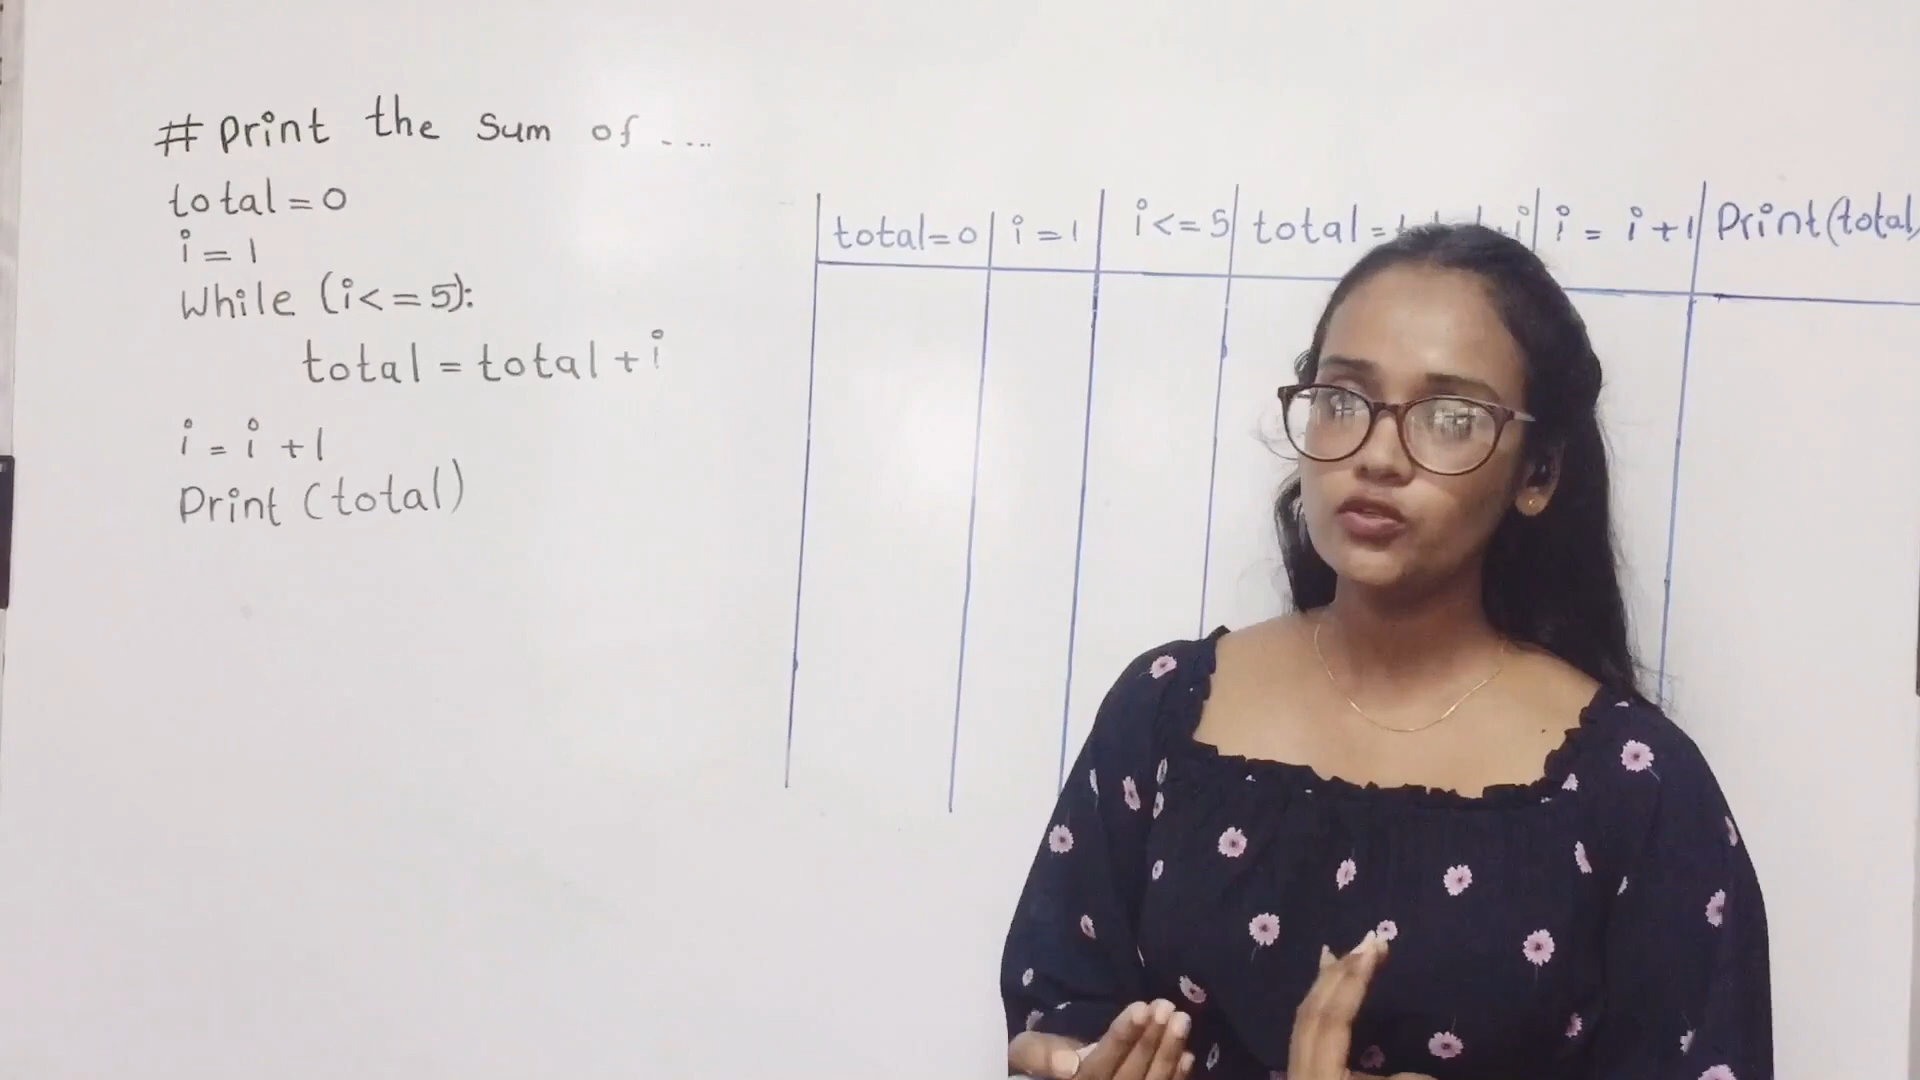 # Print the sum of ....
total = 0
i = 1
While (i <= 5):
total = total + i
i = i + 1
Print (total)
total=0 i=1 i<=5 total= +i i = i +1 Print(total)